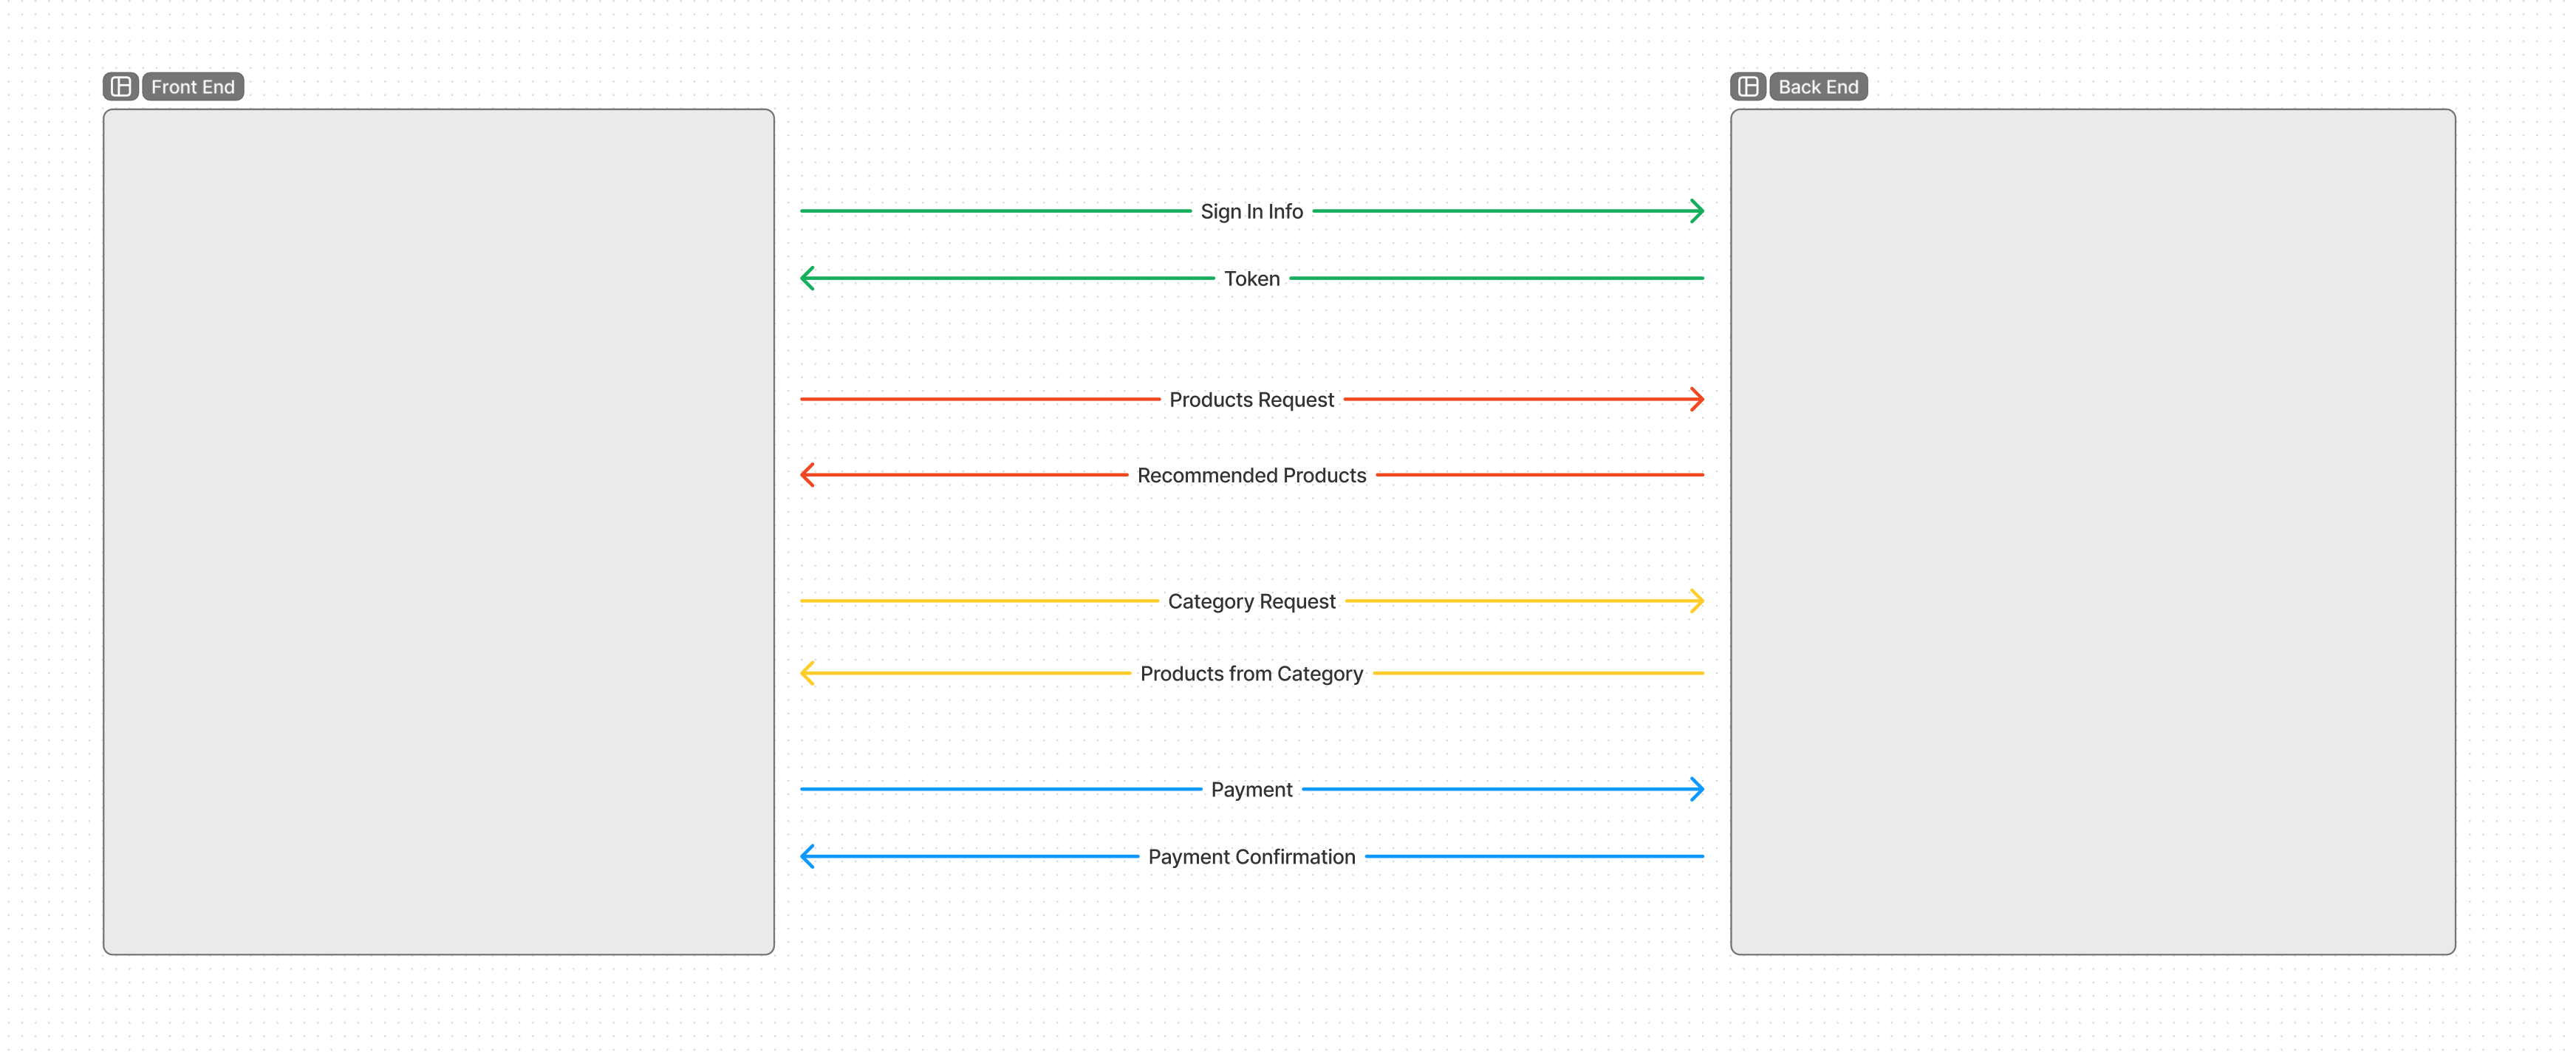 Front End
Back End
Sign In Info
Token
Products Request
Recommended Products
Category Request
Products from Category
Payment
Payment Confirmation